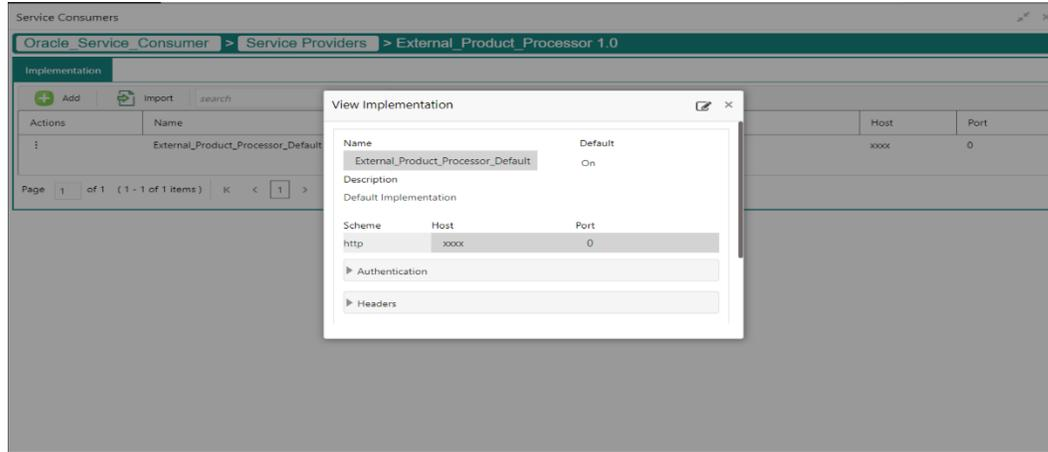 Service Consumers
Oracle_Service_Consumer > Service Providers > External_Product_Processor 1.0
Implementation
Add Import search
Actions Name Host Port
External_Product_Processor_Default xxxx 0
Page 1 of 1 (1 - 1 of 1 items) K < 1 >
View Implementation
Name Default
External_Product_Processor_Default On
Description
Default Implementation
Scheme Host Port
http xxxx 0
Authentication
Headers